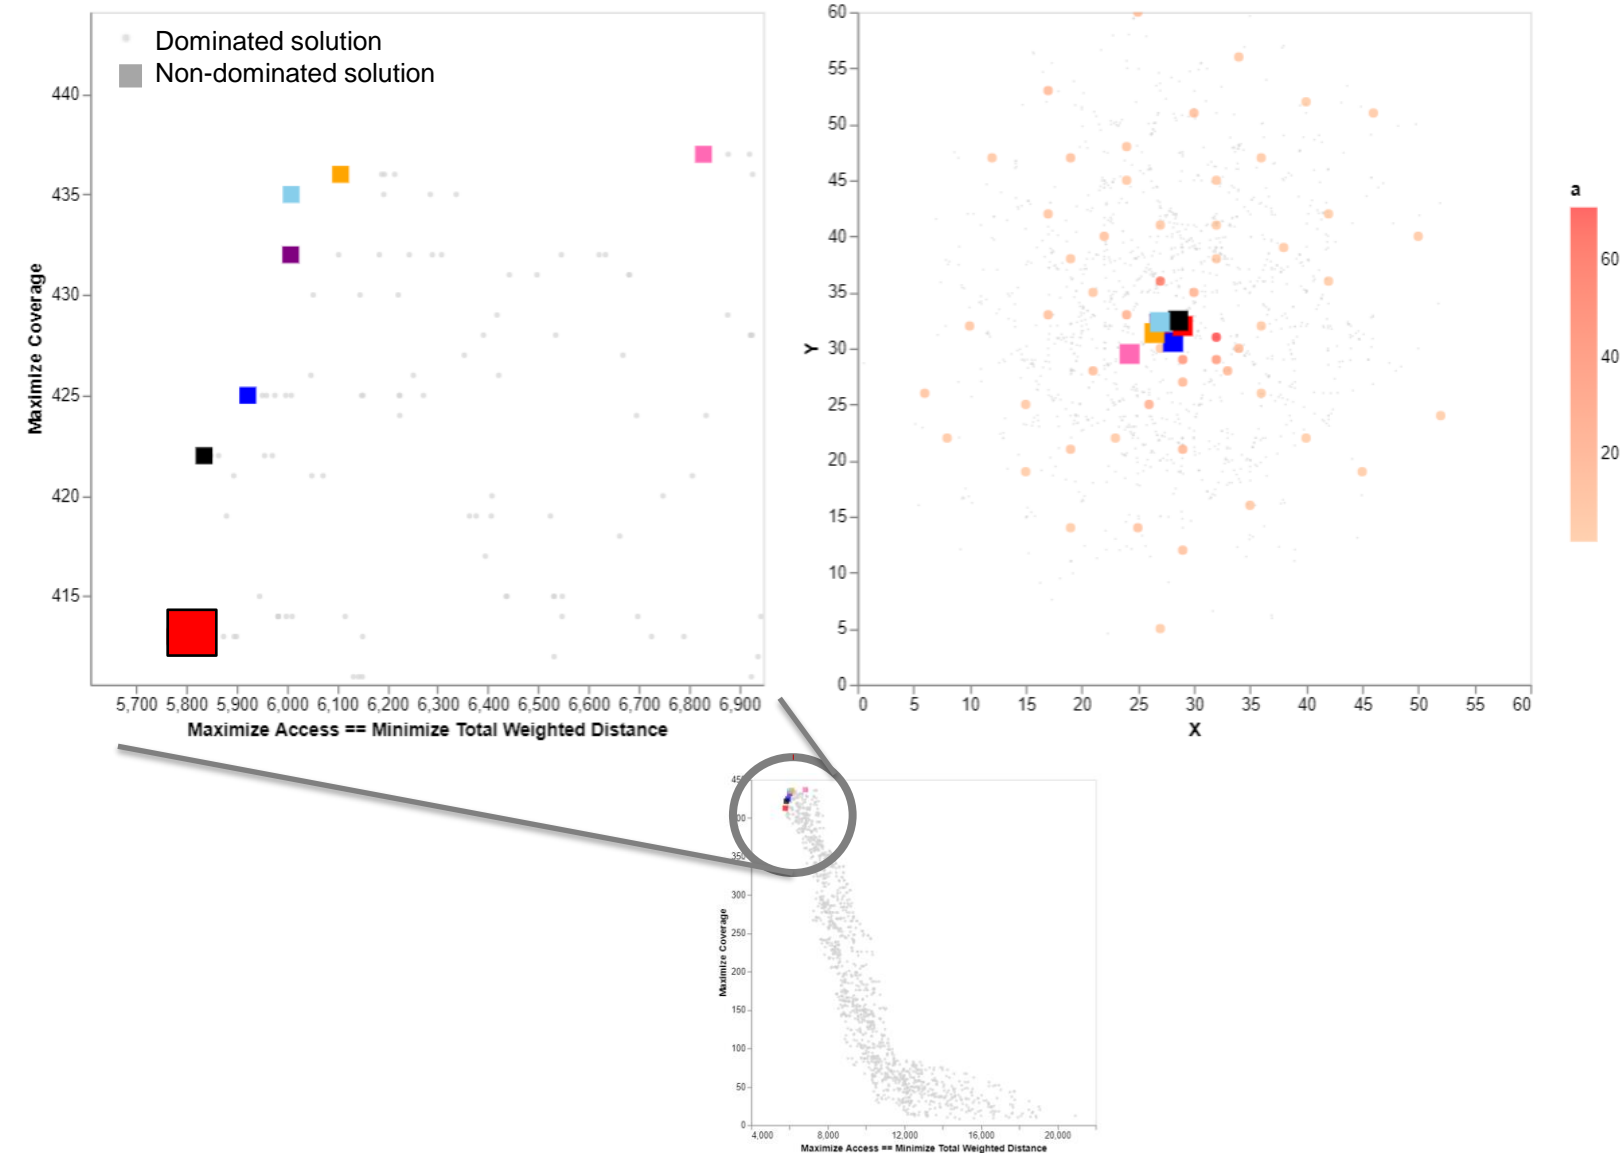 Dominated solution
Non-dominated solution
Maximize Coverage
440
435
430
425
420
415
5,700 5,800 5,900 6,000 6,100 6,200 6,300 6,400 6,500 6,600 6,700 6,800 6,900
Maximize Access == Minimize Total Weighted Distance
Y
60
55
50
45
40
35
30
25
20
15
10
5
0
0 5 10 15 20 25 30 35 40 45 50 55 60
X
a
60
40
20
Maximize Coverage
350
300
250
200
150
100
50
0
4,000 8,000 12,000 16,000 20,000
Maximize Access == Minimize Total Weighted Distance